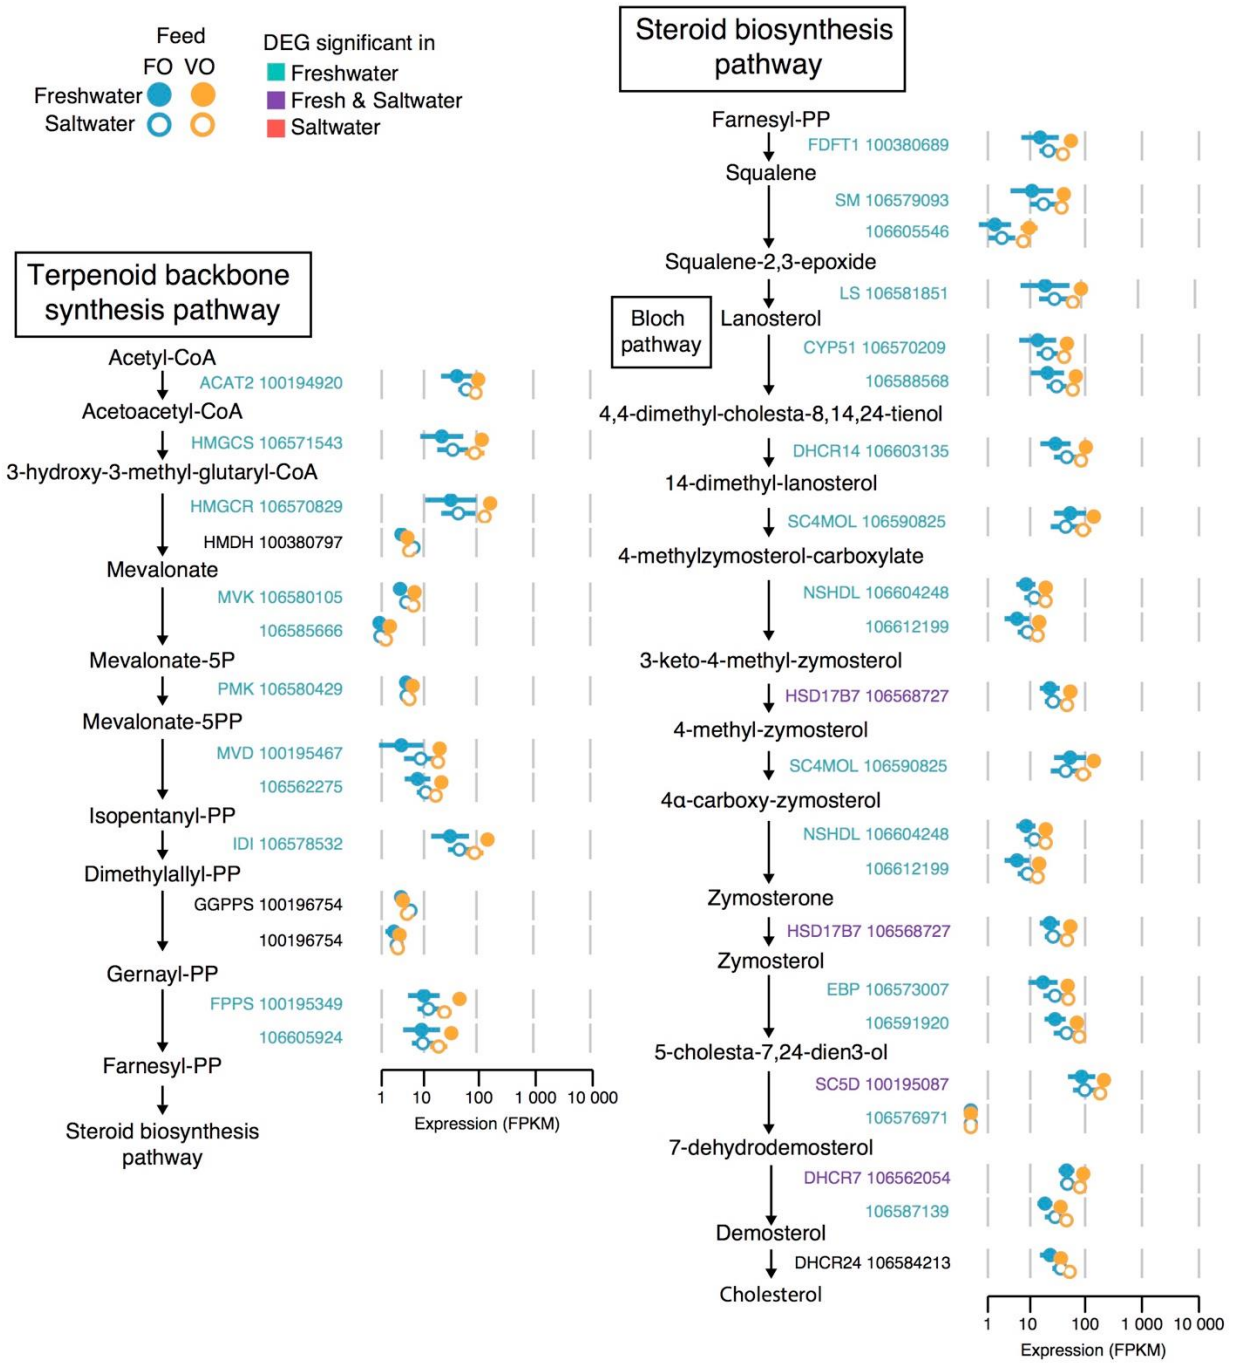 Feed
FO VO
Freshwater
Saltwater
DEG significant in
Freshwater
Fresh & Saltwater
Saltwater
Terpenoid backbone
synthesis pathway
Acetyl-CoA
ACAT2 100194920
Acetoacetyl-CoA
HMGCS 106571543
3-hydroxy-3-methyl-glutaryl-CoA
HMGCR 106570829
HMDH 100380797
Mevalonate
MVK 106580105
106585666
Mevalonate-5P
PMK 106580429
Mevalonate-5PP
MVD 100195467
106562275
Isopentanyl-PP
IDI 106578532
Dimethylallyl-PP
GGPPS 100196754
100196754
Gernayl-PP
FPPS 100195349
106605924
Farnesyl-PP
Steroid biosynthesis
pathway
1 10 100 1 000 10 000
Expression (FPKM)
Steroid biosynthesis
pathway
Farnesyl-PP
FDFT1 100380689
Squalene
SM 106579093
106605546
Squalene-2,3-epoxide
LS 106581851
Bloch
pathway
Lanosterol
CYP51 106570209
106588568
4,4-dimethyl-cholesta-8,14,24-tienol
DHCR14 106603135
14-dimethyl-lanosterol
SC4MOL 106590825
4-methylzymosterol-carboxylate
NSHDL 106604248
106612199
3-keto-4-methyl-zymosterol
HSD17B7 106568727
4-methyl-zymosterol
SC4MOL 106590825
4α-carboxy-zymosterol
NSHDL 106604248
106612199
Zymosterone
HSD17B7 106568727
Zymosterol
EBP 106573007
106591920
5-cholesta-7,24-dien3-ol
SC5D 100195087
106576971
7-dehydrodemosterol
DHCR7 106562054
106587139
Demosterol
DHCR24 106584213
Cholesterol
1 10 100 1 000 10 000
Expression (FPKM)